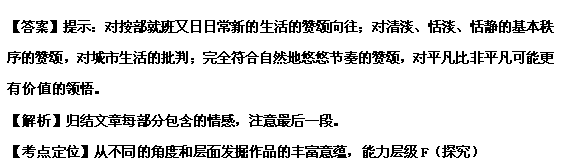 【答案】提示：对按部就班又日日常新的生活的赞颂向往；对清淡、恬淡、恬静的基本秩
序的赞颂，对城市生活的批判；完全符合自然地悠悠节奏的赞颂，对平凡比非平凡可能更
有价值的领悟。
【解析】归结文章每部分包含的情感，注意最后一段。
【考点定位】从不同的角度和层面发掘作品的丰富意蕴，能力层级 F（探究）